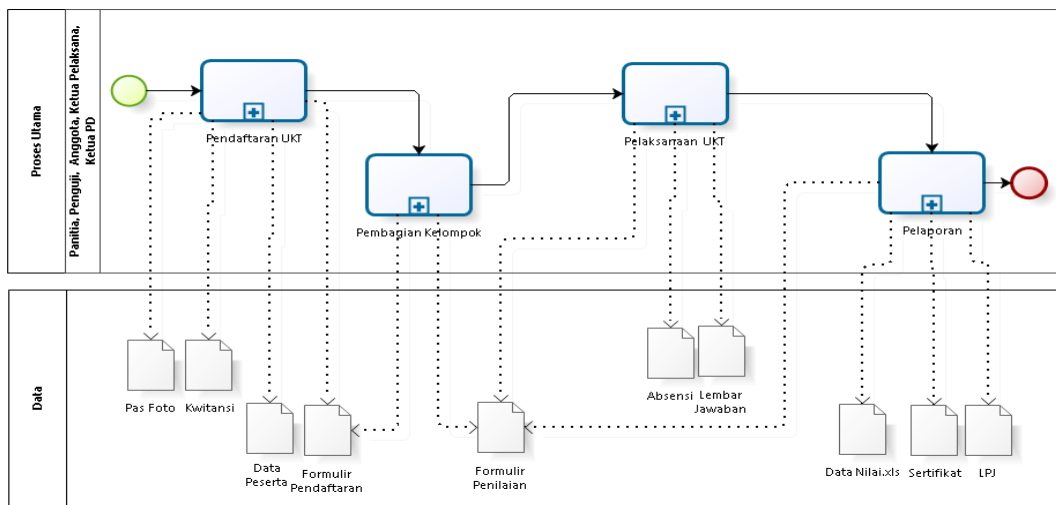 Proses Utama
Panitia, Penguji, Anggota, Ketua Pelaksana,
Ketua PD
Pendaftaran UKT
Pembagian Kelompok
Pelaksanaan UKT
Pelaporan
Data
Pas Foto
Kwitansi
Data
Peserta
Formulir
Pendaftaran
Formulir
Penilaian
Absensi
Lembar
Jawaban
Data Nilai.xls
Sertifikat
LPJ